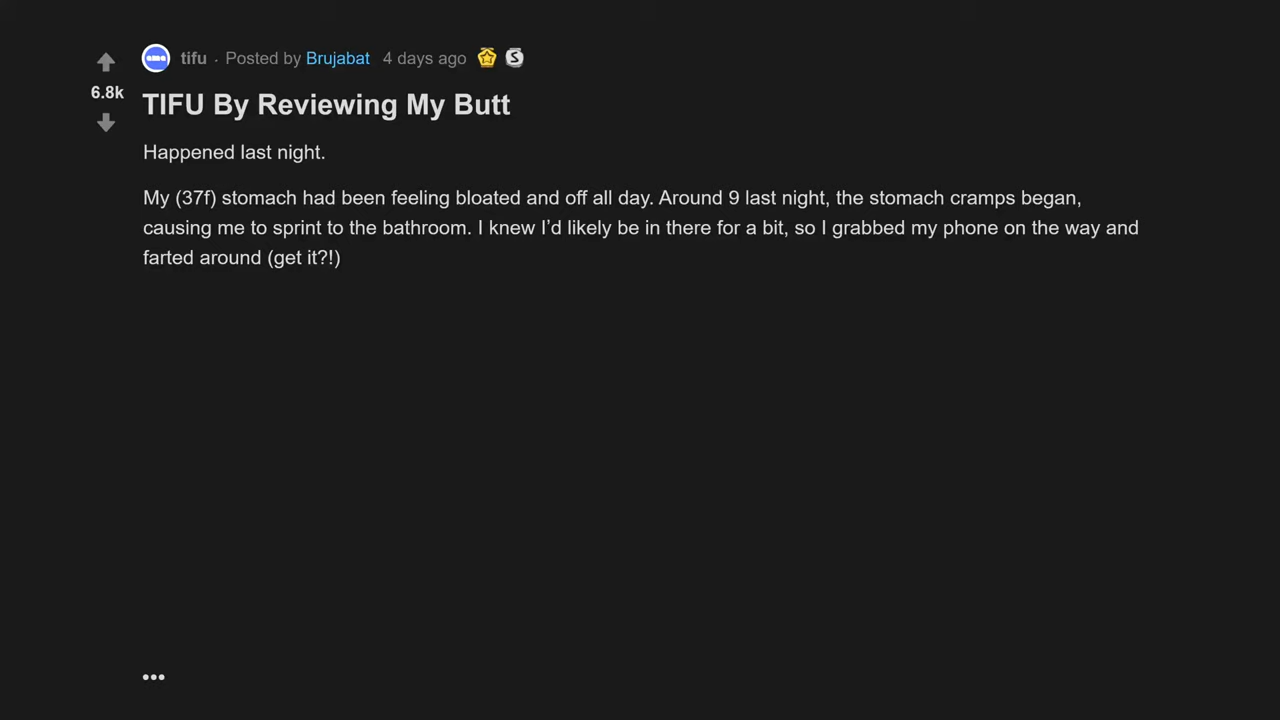 tifu · Posted by Brujabat 4 days ago
6.8k
TIFU By Reviewing My Butt
Happened last night.
My (37f) stomach had been feeling bloated and off all day. Around 9 last night, the stomach cramps began,
causing me to sprint to the bathroom. I knew I’d likely be in there for a bit, so I grabbed my phone on the way and
farted around (get it?!)
•••